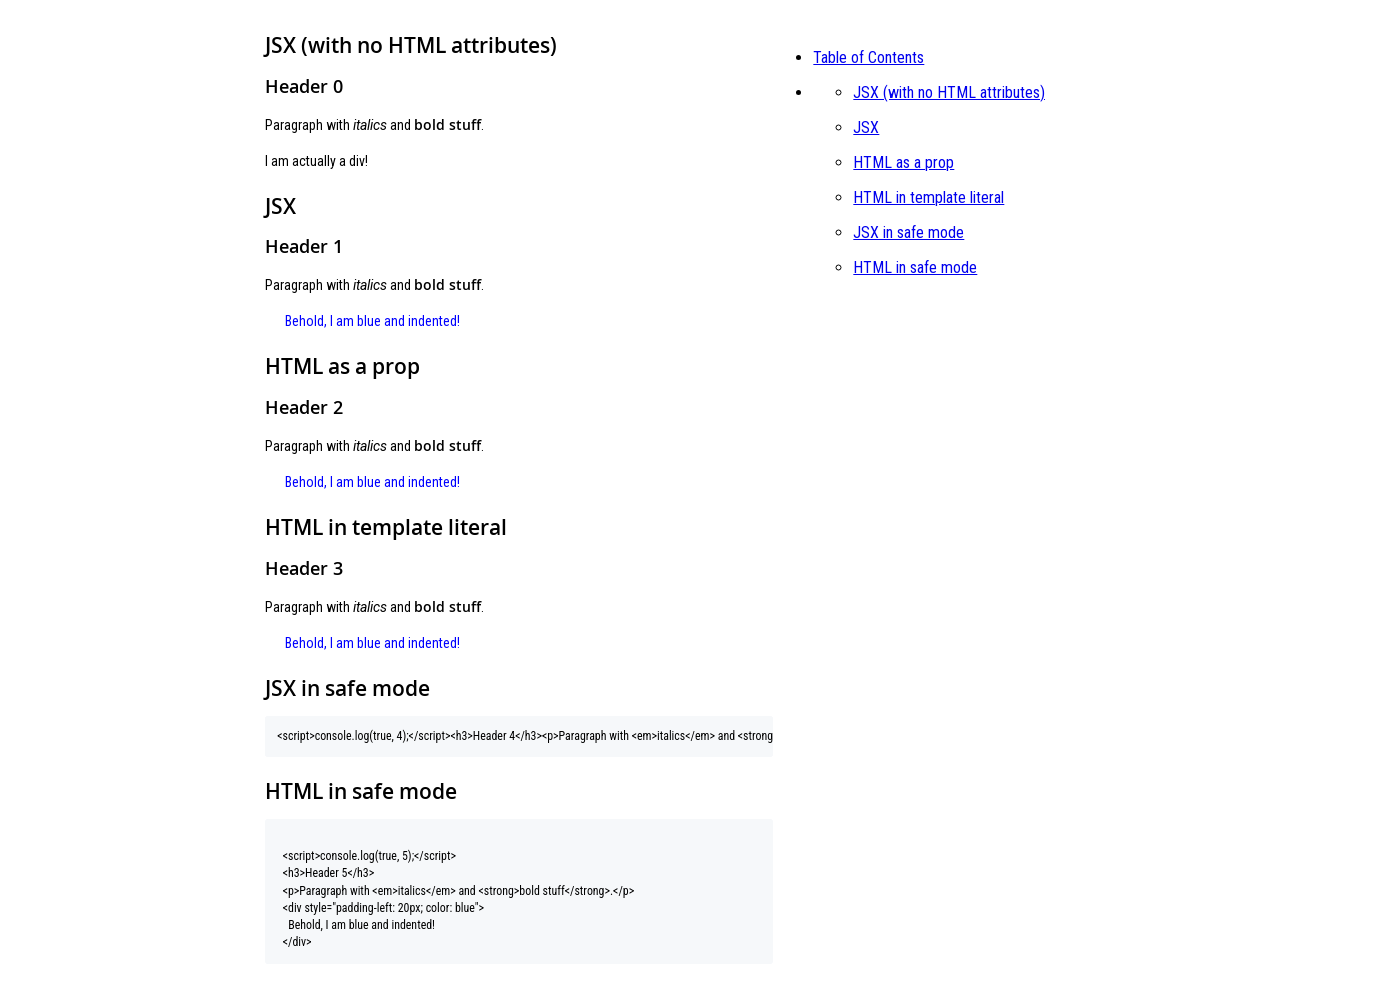 JSX (with no HTML attributes)
Header 0
Paragraph with italics and bold stuff.
I am actually a div!
JSX
Header 1
Paragraph with italics and bold stuff.
Behold, I am blue and indented!
HTML as a prop
Header 2
Paragraph with italics and bold stuff.
Behold, I am blue and indented!
HTML in template literal
Header 3
Paragraph with italics and bold stuff.
Behold, I am blue and indented!
JSX in safe mode
<script>console.log(true, 4);</script><h3>Header 4</h3><p>Paragraph with <em>italics</em> and <strong
HTML in safe mode
<script>console.log(true, 5);</script>
<h3>Header 5</h3>
<p>Paragraph with <em>italics</em> and <strong>bold stuff</strong>.</p>
<div style="padding-left: 20px; color: blue">
Behold, I am blue and indented!
</div>
Table of Contents
JSX (with no HTML attributes)
JSX
HTML as a prop
HTML in template literal
JSX in safe mode
HTML in safe mode